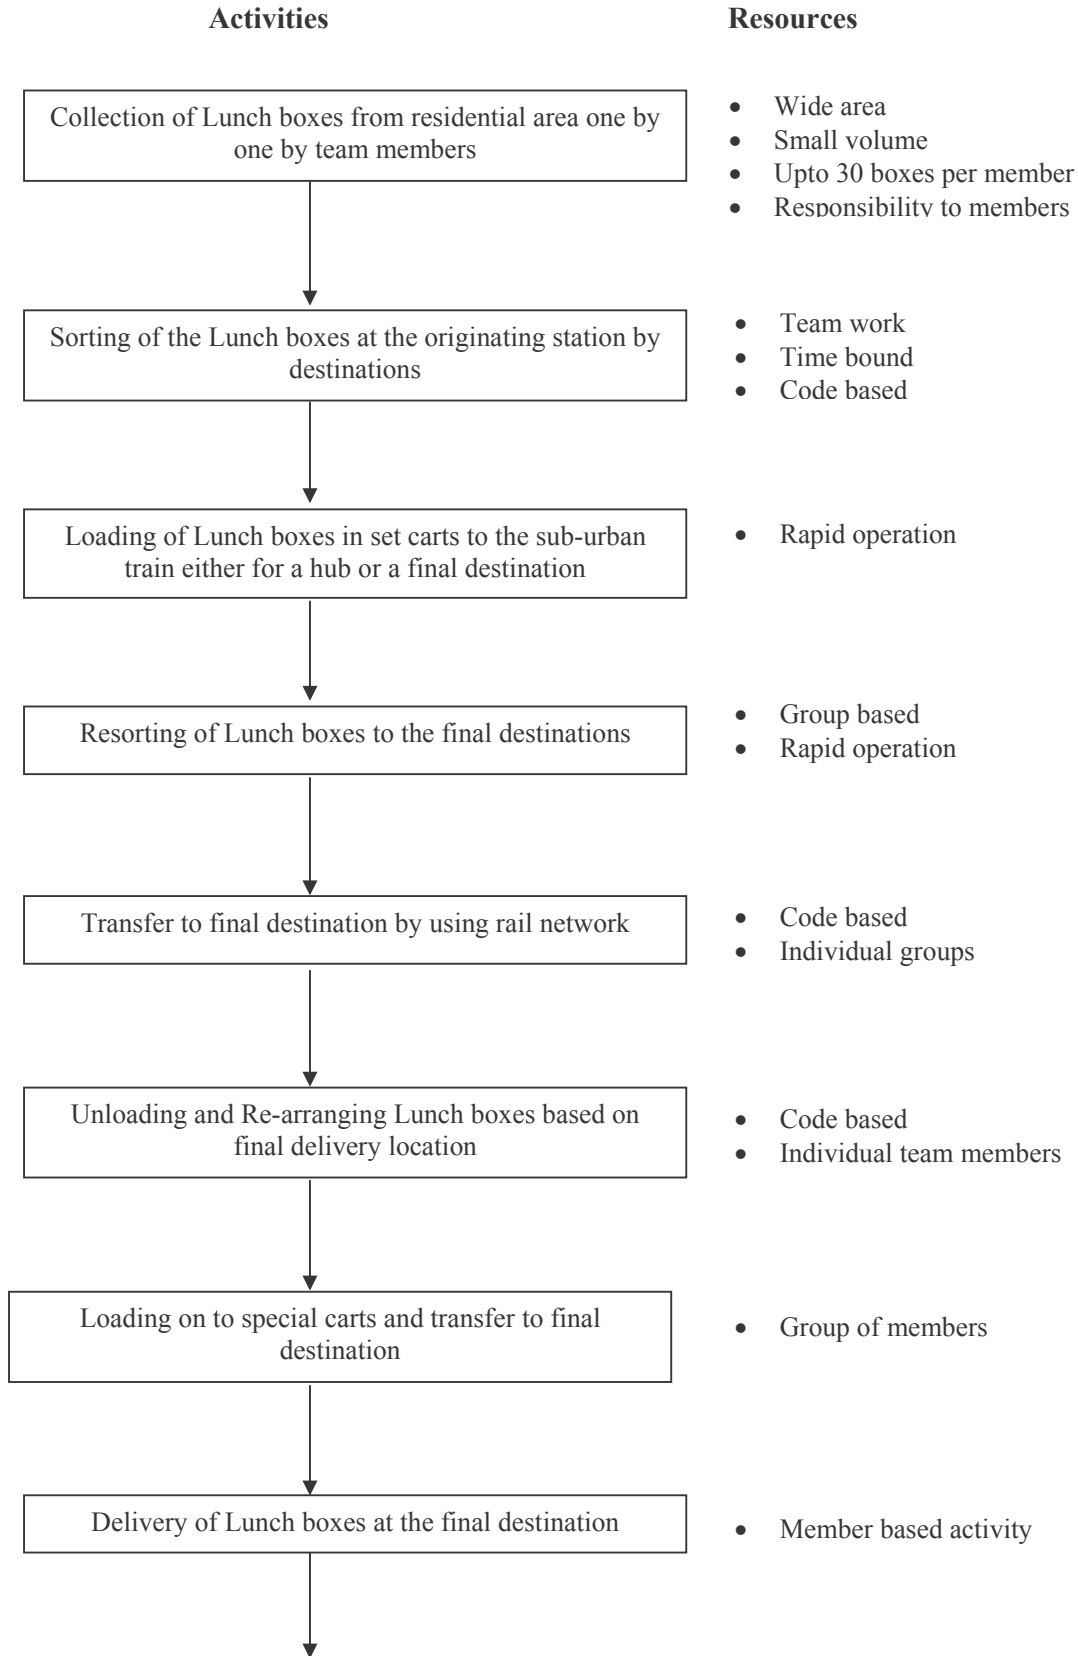 Activities
Resources
Collection of Lunch boxes from residential area one by
one by team members
• Wide area
• Small volume
• Upto 30 boxes per member
• Responsibility to members
Sorting of the Lunch boxes at the originating station by
destinations
• Team work
• Time bound
• Code based
Loading of Lunch boxes in set carts to the sub-urban
train either for a hub or a final destination
• Rapid operation
Resorting of Lunch boxes to the final destinations
• Group based
• Rapid operation
Transfer to final destination by using rail network
• Code based
• Individual groups
Unloading and Re-arranging Lunch boxes based on
final delivery location
• Code based
• Individual team members
Loading on to special carts and transfer to final
destination
• Group of members
Delivery of Lunch boxes at the final destination
• Member based activity